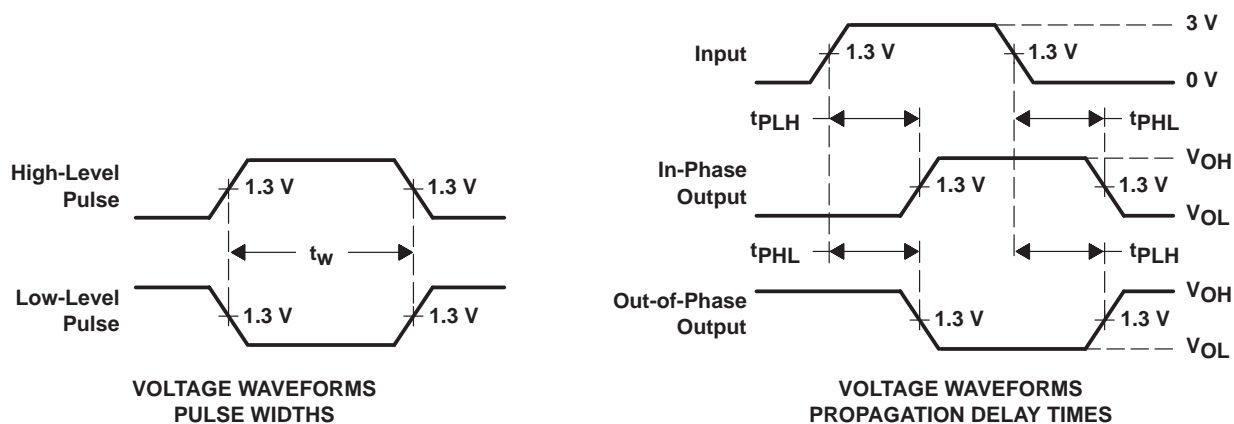 High-Level
Pulse
1.3 V
1.3 V
tw
Low-Level
Pulse
1.3 V
1.3 V
VOLTAGE WAVEFORMS
PULSE WIDTHS
Input
1.3 V
1.3 V
3 V
0 V
tPLH
tPHL
In-Phase
Output
1.3 V
1.3 V
VOH
VOL
tPHL
tPLH
Out-of-Phase
Output
1.3 V
1.3 V
VOH
VOL
VOLTAGE WAVEFORMS
PROPAGATION DELAY TIMES